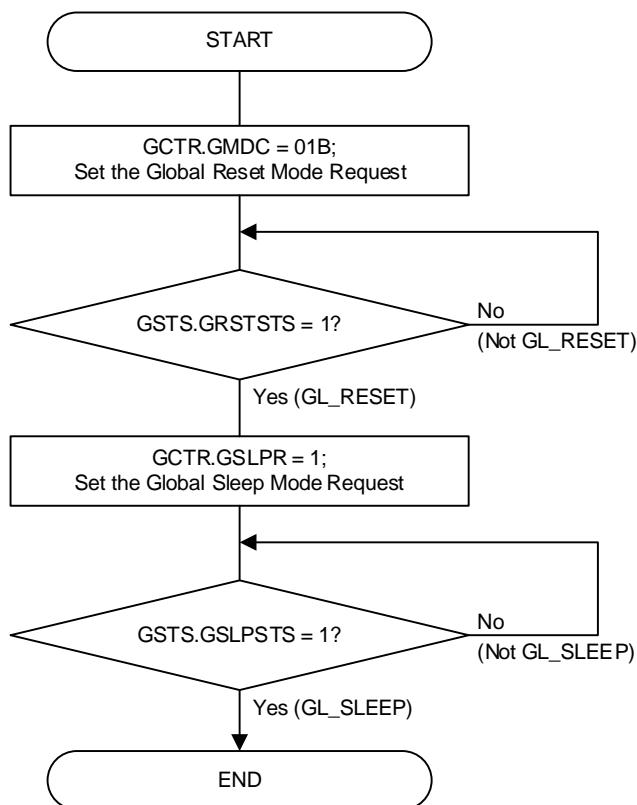 START
GCTR.GMDC = 01B;
Set the Global Reset Mode Request
GSTS.GRSTSTS = 1?
No
(Not GL_RESET)
Yes (GL_RESET)
GCTR.GSLPR = 1;
Set the Global Sleep Mode Request
GSTS.GSLPSTS = 1?
No
(Not GL_SLEEP)
Yes (GL_SLEEP)
END